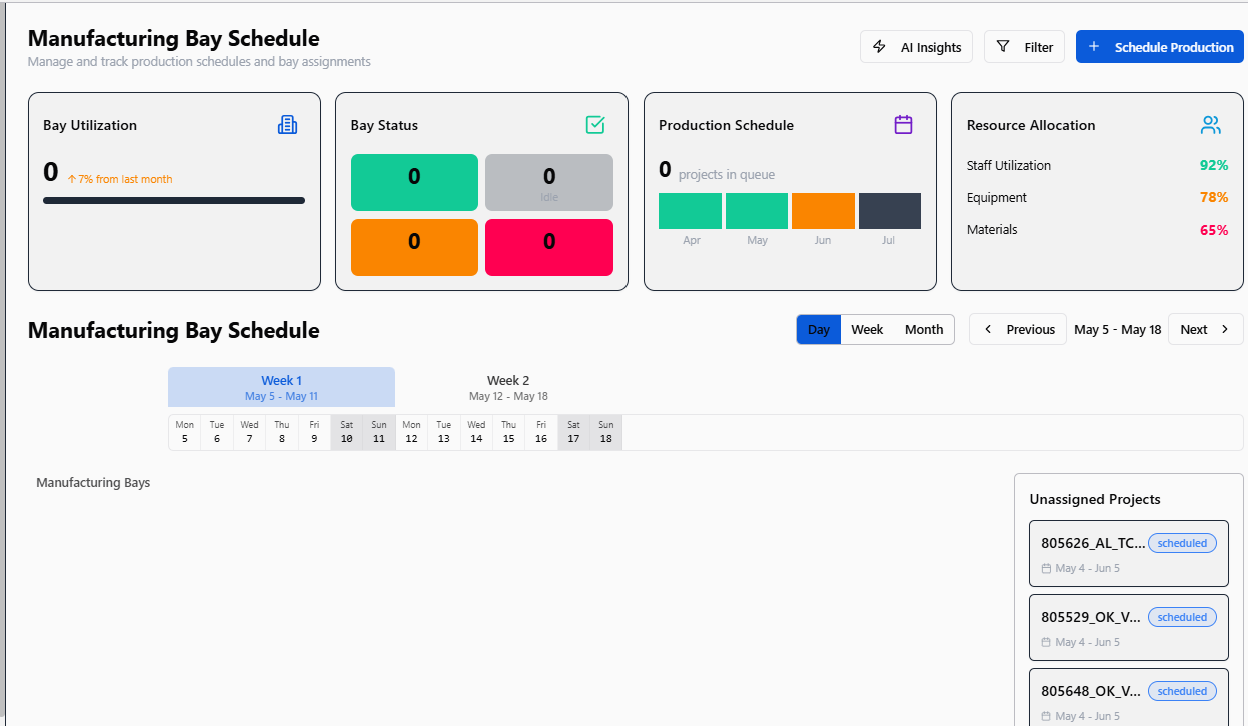 Manufacturing Bay Schedule
Manage and track production schedules and bay assignments
AI Insights
Filter
+ Schedule Production
Bay Utilization
0 ↑ 7% from last month
Bay Status
0
0
Idle
0
0
Production Schedule
0 projects in queue
Apr May Jun Jul
Resource Allocation
Staff Utilization 92%
Equipment 78%
Materials 65%
Manufacturing Bay Schedule
Day Week Month
< Previous May 5 - May 18 Next >
Week 1 Week 2
May 5 - May 11 May 12 - May 18
Mon Tue Wed Thu Fri Sat Sun Mon Tue Wed Thu Fri Sat Sun
5 6 7 8 9 10 11 12 13 14 15 16 17 18
Manufacturing Bays
Unassigned Projects
805626_AL_TC... scheduled
May 4 - Jun 5
805529_OK_V... scheduled
May 4 - Jun 5
805648_OK_V... scheduled
May 4 - Jun 5